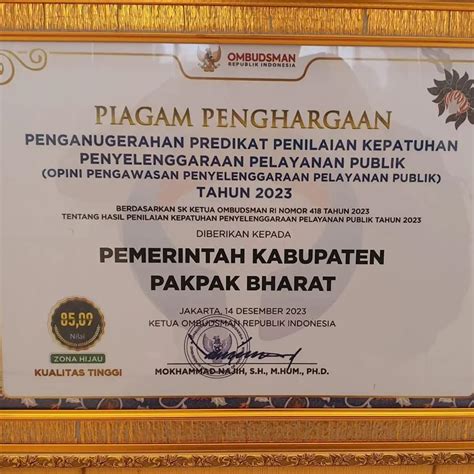 OMBUDSMAN
REPUBLIK INDONESIA
PIAGAM PENGHARGAAN
PENGANUGERAHAN PREDIKAT PENILAIAN KEPATUHAN
PENYELENGGARAAN PELAYANAN PUBLIK
(OPINI PENGAWASAN PENYELENGGARAAN PELAYANAN PUBLIK)
TAHUN 2023
BERDASARKAN SK KETUA OMBUDSMAN RI NOMOR 418 TAHUN 2023
TENTANG HASIL PENILAIAN KEPATUHAN PENYELENGGARAAN PELAYANAN PUBLIK TAHUN 2023
DIBERIKAN KEPADA
PEMERINTAH KABUPATEN
PAKPAK BHARAT
JAKARTA, 14 DESEMBER 2023
KETUA OMBUDSMAN REPUBLIK INDONESIA
85,09
Nilai
ZONA HIJAU
KUALITAS TINGGI
MOKHAMMAD NAJIH, S.H., M.HUM., PH.D.